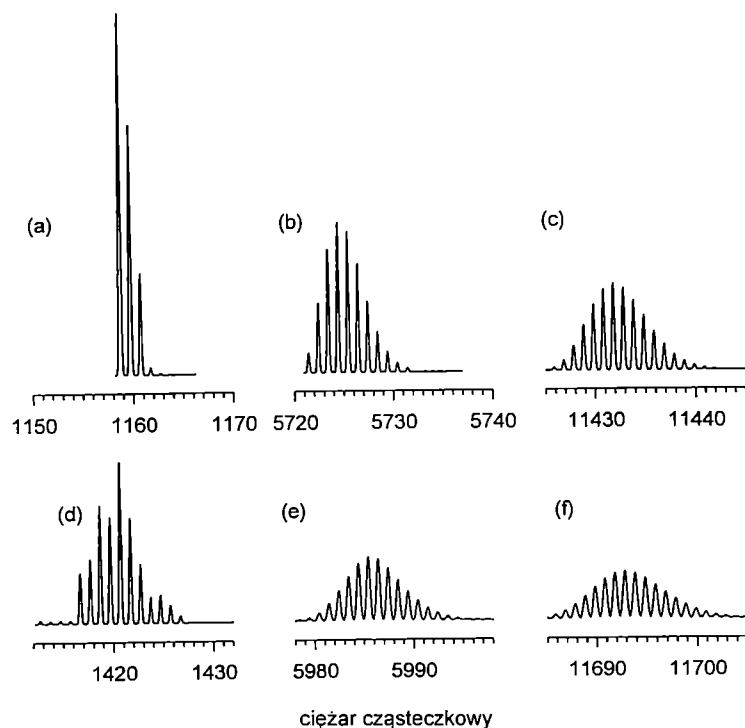 (a)
(b)
(c)
1150 1160 1170
5720 5730 5740
11430 11440
(d)
(e)
(f)
1420 1430
5980 5990
11690 11700
ciężar cząsteczkowy